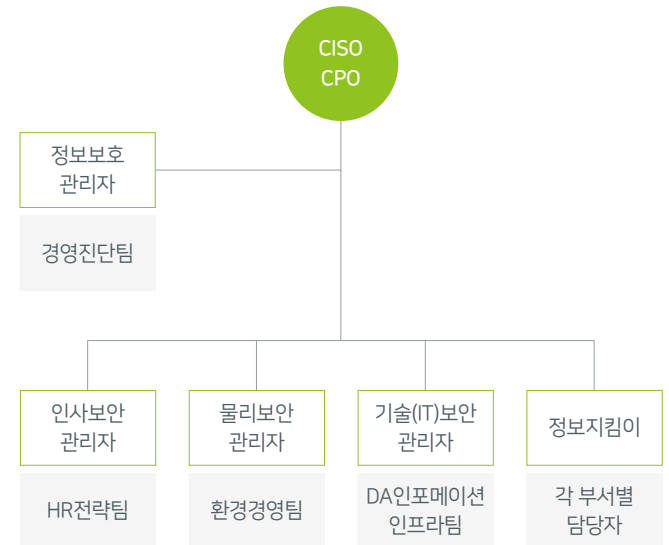 CISO
CPO
정보보호
관리자
경영진단팀
인사보안
관리자
HR전략팀
물리보안
관리자
환경경영팀
기술(IT)보안
관리자
DA인포메이션
인프라팀
정보지킴이
각 부서별
담당자